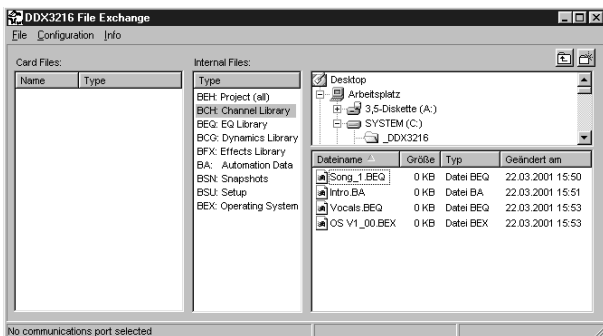 DDX3216 File Exchange
File Configuration Info
Card Files:
Name Type
Internal Files:
Type
BEH: Project (all)
BCH: Channel Library
BEQ: EQ Library
BCG: Dynamics Library
BFX: Effects Library
BA: Automation Data
BSN: Snapshots
BSU: Setup
BEX: Operating System
Desktop
Arbeitsplatz
3,5-Diskette (A:)
SYSTEM (C:)
_DDX3216
Dateiname Größe Typ Geändert am
Song_1.BEQ 0 KB Datei BEQ 22.03.2001 15:50
Intro.BA 0 KB Datei BA 22.03.2001 15:51
Vocals.BEQ 0 KB Datei BEQ 22.03.2001 15:53
OS V1_00.BEX 0 KB Datei BEX 22.03.2001 15:53
No communications port selected